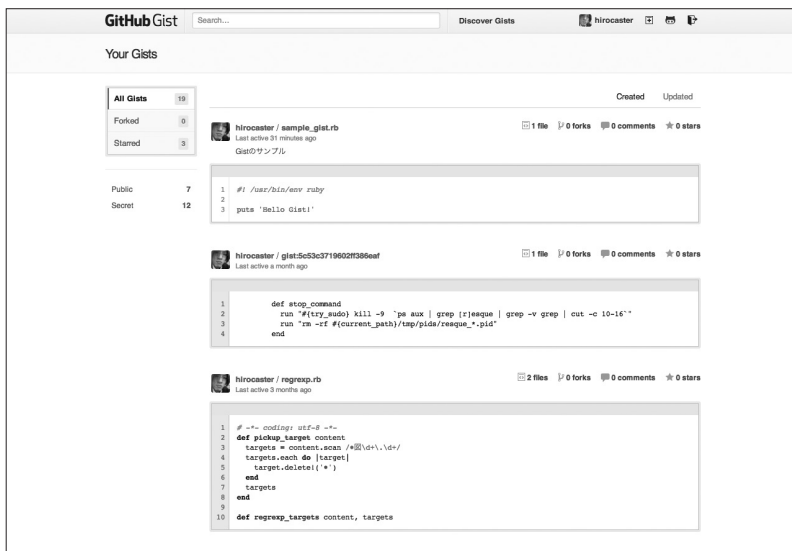 GitHub Gist Search... Discover Gists hirocaster
Your Gists
All Gists 19
Forked 0
Starred 3
Public 7
Secret 12
Created Updated
hirocaster / sample_gist.rb 1 file 0 forks 0 comments 0 stars
Last active 31 minutes ago
Gistのサンプル
1 #! /usr/bin/env ruby
2
3 puts 'Hello Gist!'
hirocaster / gist:5c53c3719602ff386eaf 1 file 0 forks 0 comments 0 stars
Last active a month ago
1 def stop_command
2 run "#{try_sudo} kill -9 `ps aux | grep [r]esque | grep -v grep | cut -c 10-16`"
3 run "rm -rf #{current_path}/tmp/pids/resque_*.pid"
4 end
hirocaster / regrexp.rb 2 files 0 forks 0 comments 0 stars
Last active 3 months ago
1 # -*- coding: utf-8 -*-
2 def pickup_target content
3 targets = content.scan /*図\d+\.\d+/
4 targets.each do |target|
5 target.delete!('*')
6 end
7 targets
8 end
9
10 def regrexp_targets content, targets